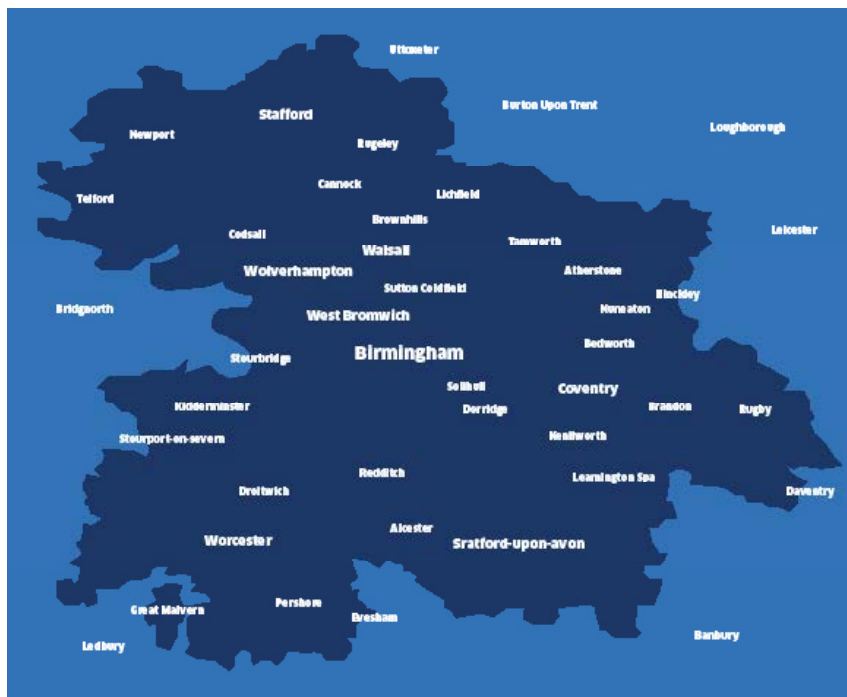 Uttoxeter
Burton Upon Trent
Stafford
Loughborough
Newport
Rugeley
Cannock
Lichfield
Telford
Brownhills
Leicester
Codsall
Tamworth
Walsall
Wolverhampton
Atherstone
Sutton Coldfield
Hinckley
Bridgnorth
Nuneaton
West Bromwich
Bedworth
Birmingham
Stourbridge
Solihull
Coventry
Kidderminster
Dorridge
Brandon
Rugby
Stourport-on-severn
Kenilworth
Redditch
Leamington Spa
Droitwich
Daventry
Alcester
Worcester
Sratford-upon-avon
Pershore
Great Malvern
Evesham
Banbury
Ledbury